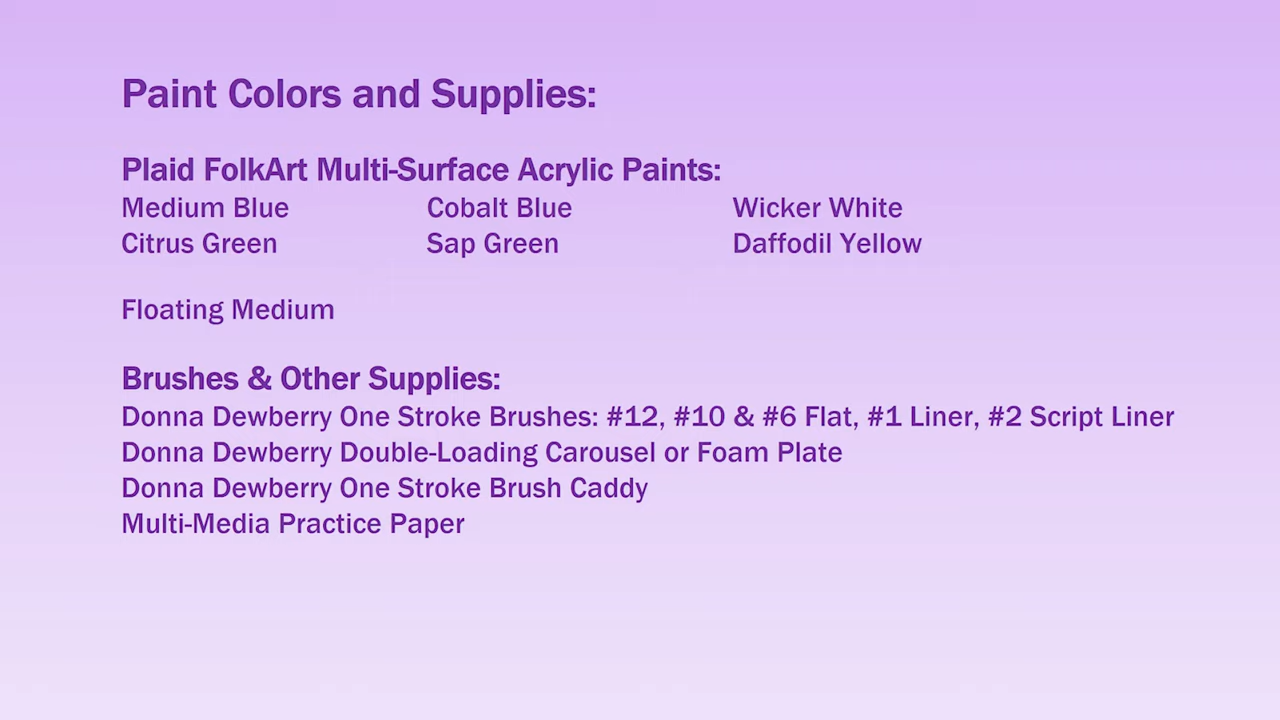 Paint Colors and Supplies:
Plaid FolkArt Multi-Surface Acrylic Paints:
Medium Blue Cobalt Blue Wicker White
Citrus Green Sap Green Daffodil Yellow
Floating Medium
Brushes & Other Supplies:
Donna Dewberry One Stroke Brushes: #12, #10 & #6 Flat, #1 Liner, #2 Script Liner
Donna Dewberry Double-Loading Carousel or Foam Plate
Donna Dewberry One Stroke Brush Caddy
Multi-Media Practice Paper